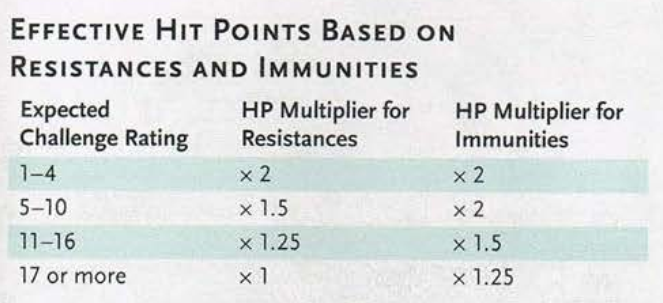 EFFECTIVE HIT POINTS BASED ON
RESISTANCES AND IMMUNITIES
Expected HP Multiplier for HP Multiplier for
Challenge Rating Resistances Immunities
1–4 × 2 × 2
5–10 × 1.5 × 2
11–16 × 1.25 × 1.5
17 or more × 1 × 1.25